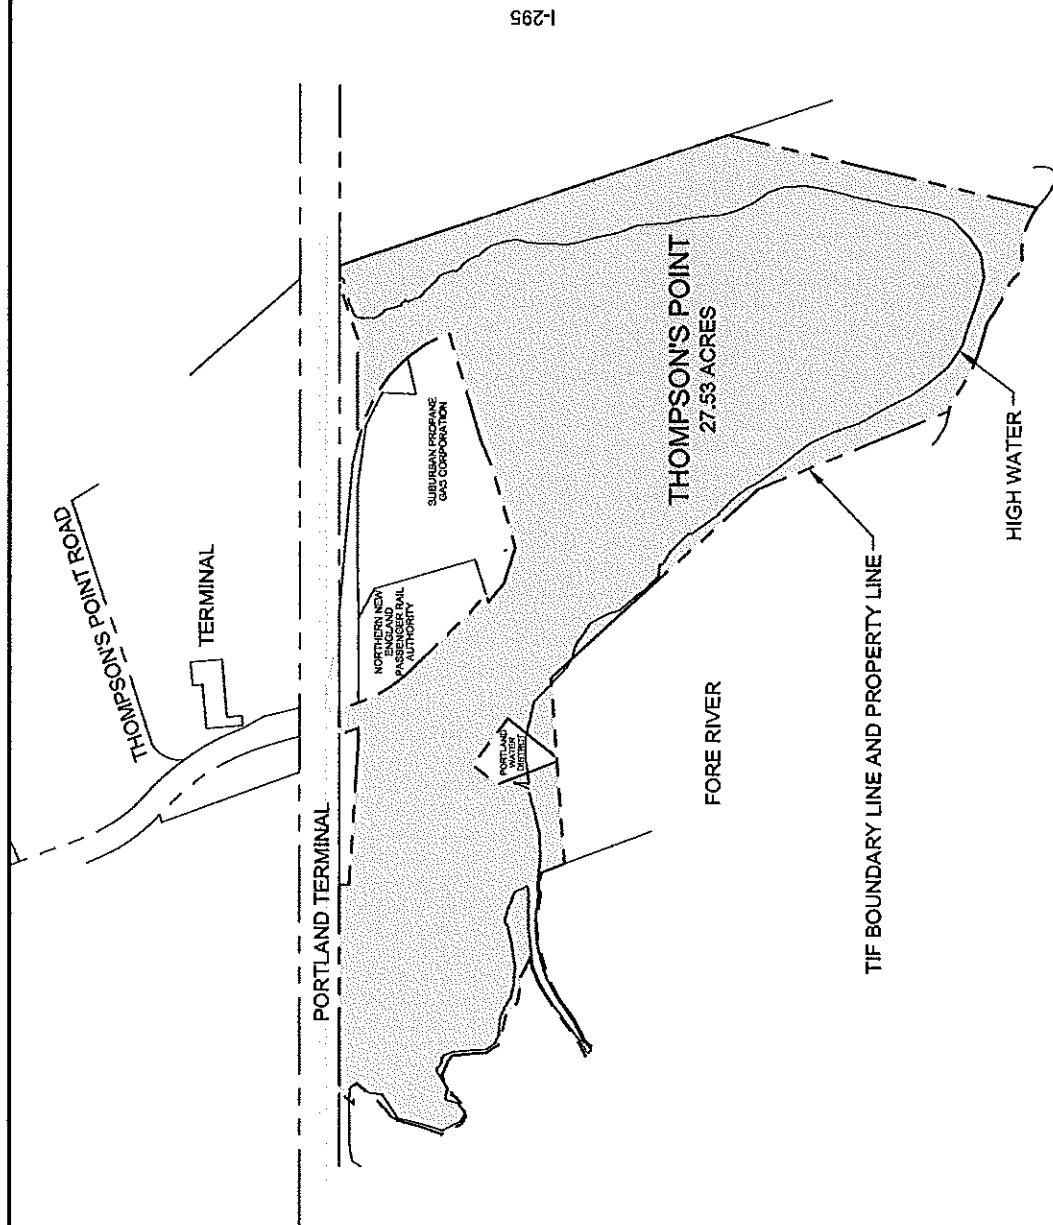 I-295
THOMPSON'S POINT ROAD
TERMINAL
PORTLAND TERMINAL
NORTHERN NEW
ENGLAND
PASSENGER RAIL
AUTHORITY
SUBURBAN PROPANE
GAS CORPORATION
PORTLAND
WATER
DISTRICT
THOMPSON'S POINT
27.53 ACRES
FORE RIVER
HIGH WATER
TIF BOUNDARY LINE AND PROPERTY LINE